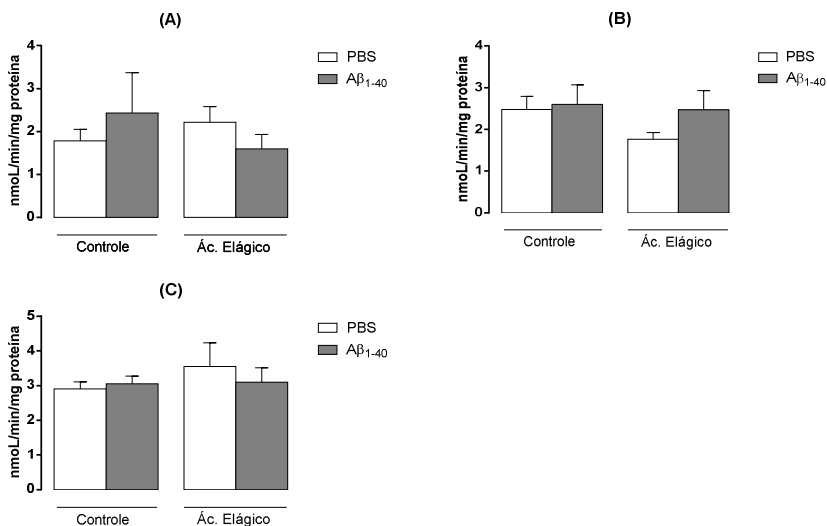 (A)
nmoL/min/mg proteína
4
3
2
1
0
PBS
Aβ1-40
Controle
Ác. Elágico
(B)
nmoL/min/mg proteína
4
3
2
1
0
PBS
Aβ1-40
Controle
Ác. Elágico
(C)
nmoL/min/mg proteína
5
4
3
2
1
0
PBS
Aβ1-40
Controle
Ác. Elágico